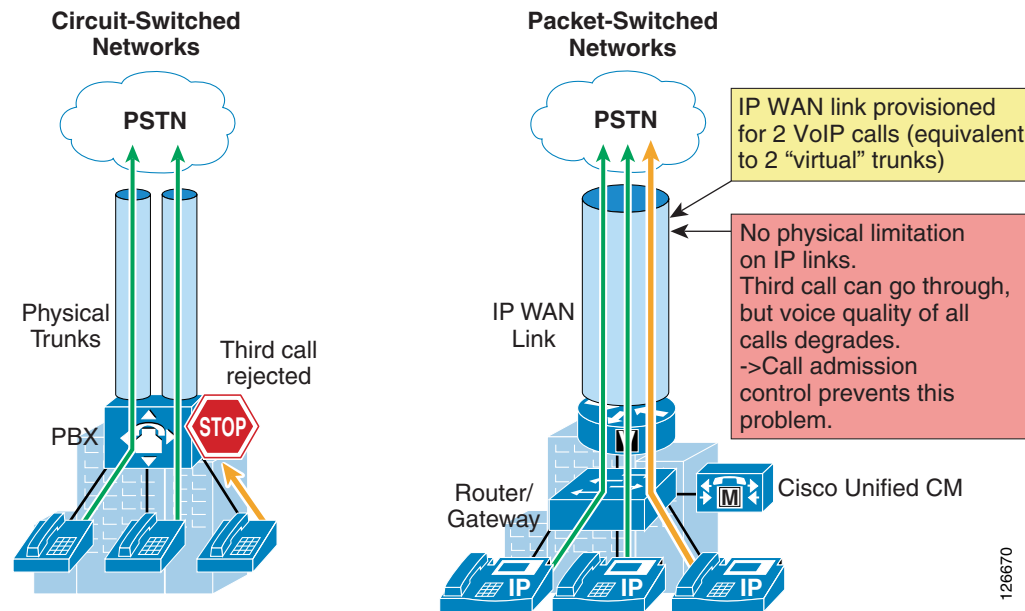 Circuit-Switched
Networks
PSTN
Physical
Trunks
Third call
rejected
PBX
STOP
Packet-Switched
Networks
PSTN
IP WAN link provisioned
for 2 VoIP calls (equivalent
to 2 “virtual” trunks)
No physical limitation
on IP links.
Third call can go through,
but voice quality of all
calls degrades.
->Call admission
control prevents this
problem.
IP WAN
Link
V
Router/
Gateway
M
Cisco Unified CM
IP
IP
IP
126670